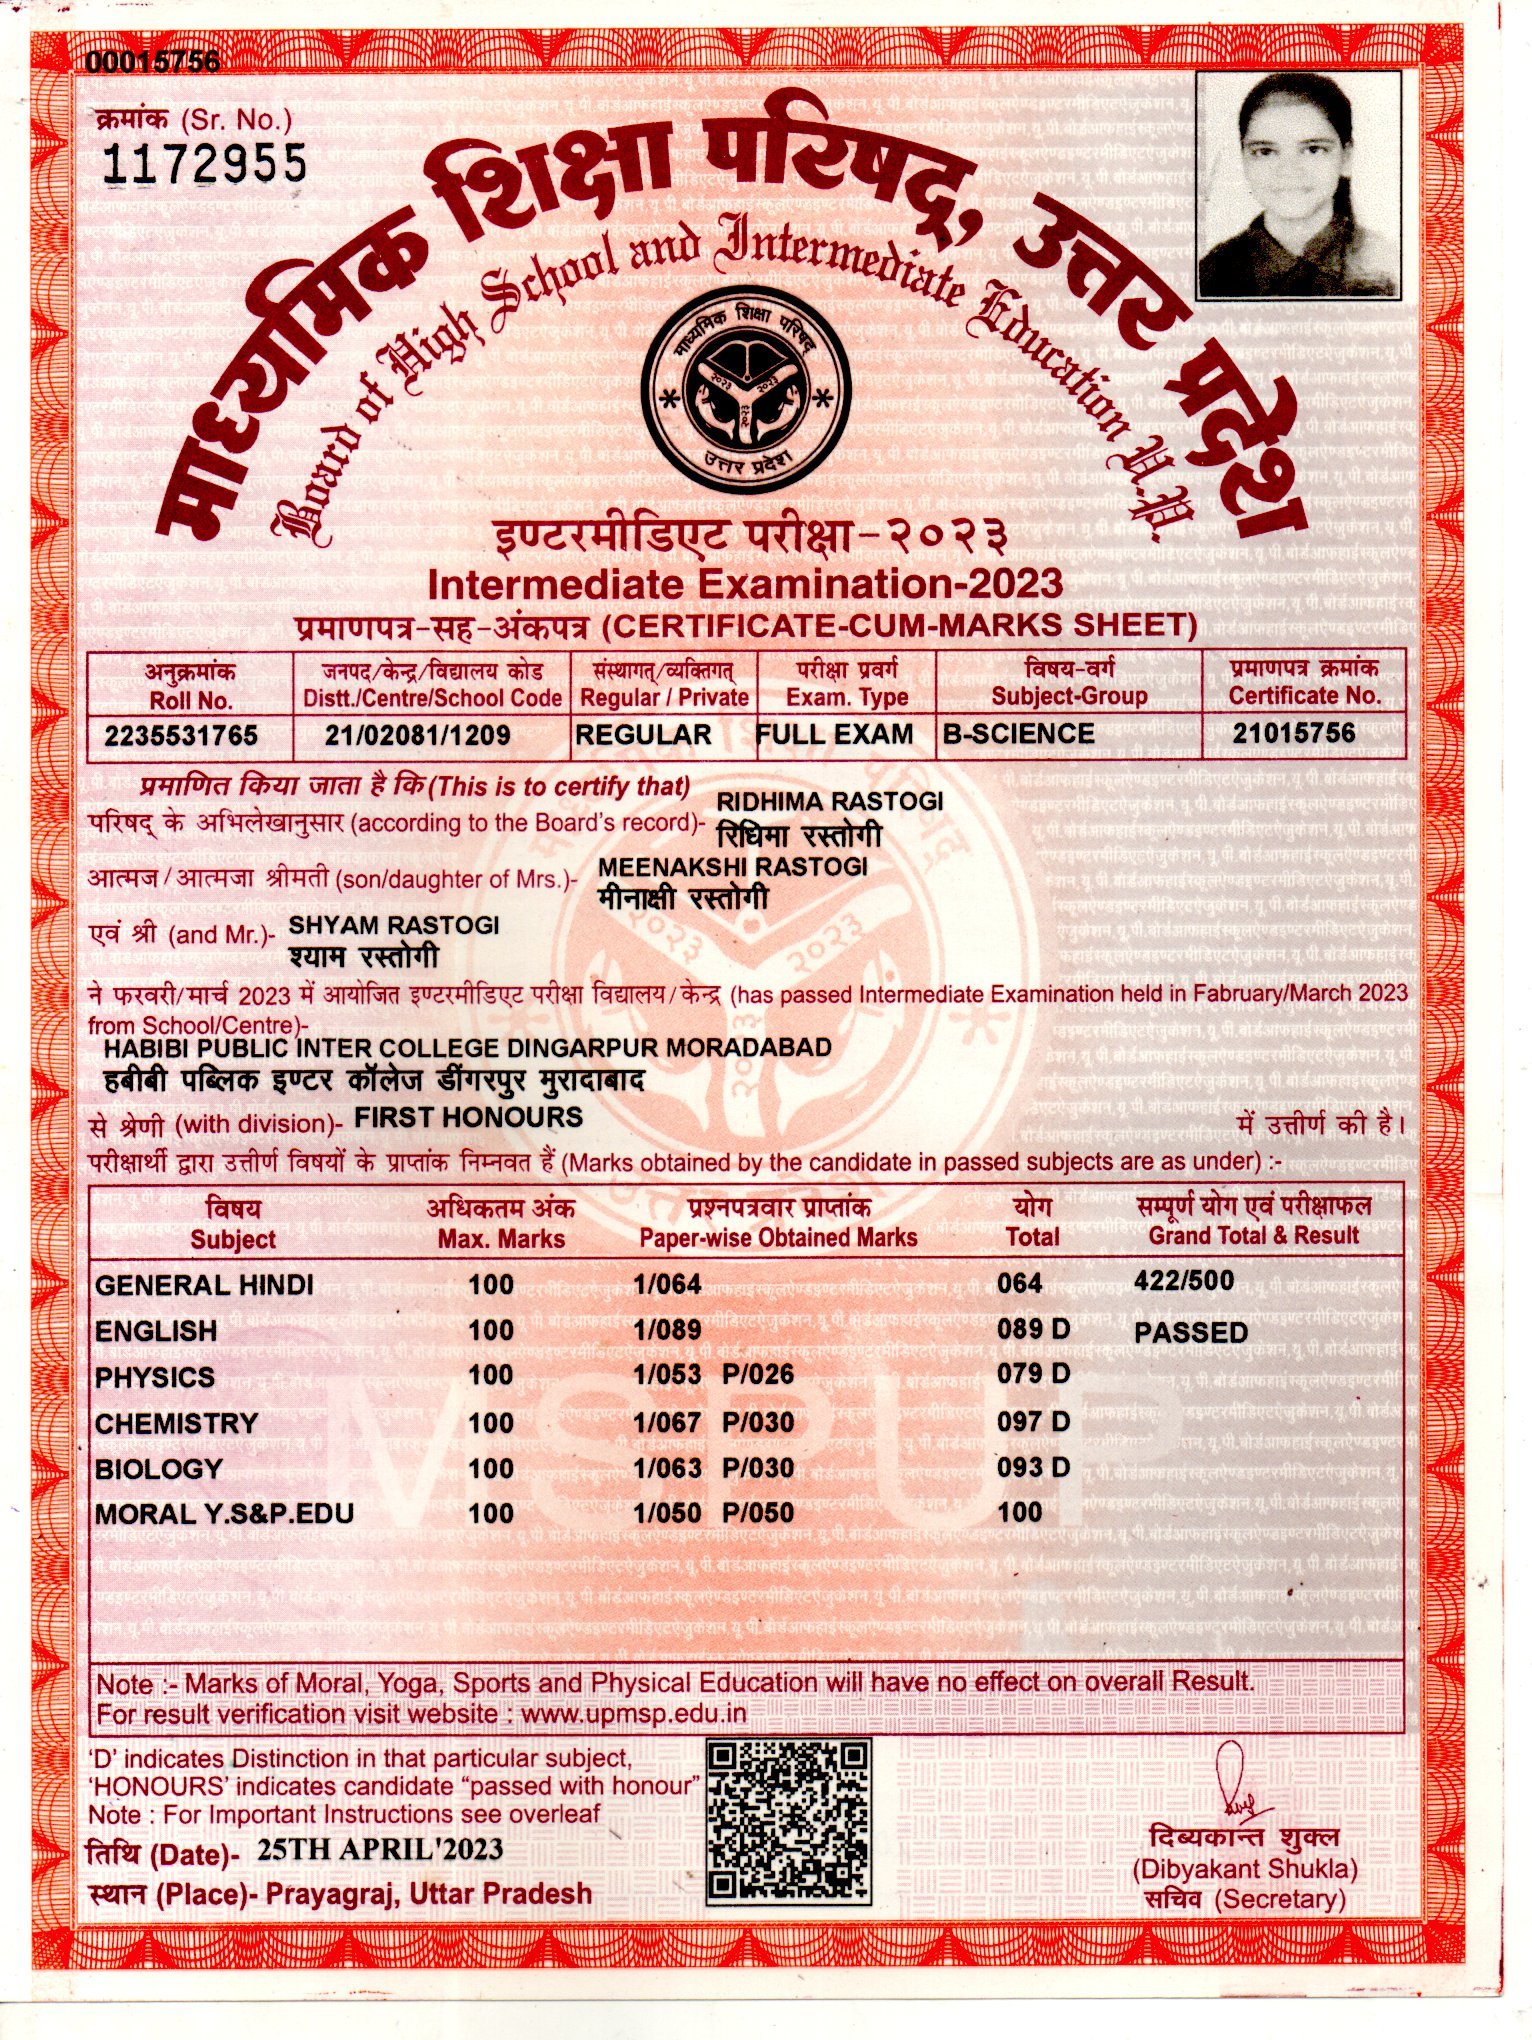 00015756
क्रमांक (Sr. No.)
1172955
माध्यमिक शिक्षा परिषद्, उत्तर प्रदेश
Board of High School and Intermediate Education U.P.
माध्यमिक शिक्षा परिषद्
२०२३ २०२३
२०२३
उत्तर प्रदेश
इण्टरमीडिएट परीक्षा-२०२३
Intermediate Examination-2023
प्रमाणपत्र-सह-अंकपत्र (CERTIFICATE-CUM-MARKS SHEET)
अनुक्रमांक जनपद/केन्द्र/विद्यालय कोड संस्थागत्/व्यक्तिगत् परीक्षा प्रवर्ग विषय-वर्ग प्रमाणपत्र क्रमांक
Roll No. Distt./Centre/School Code Regular / Private Exam. Type Subject-Group Certificate No.
2235531765 21/02081/1209 REGULAR FULL EXAM B-SCIENCE 21015756
प्रमाणित किया जाता है कि (This is to certify that)
परिषद् के अभिलेखानुसार (according to the Board's record)- RIDHIMA RASTOGI
रिधिमा रस्तोगी
आत्मज/आत्मजा श्रीमती (son/daughter of Mrs.)- MEENAKSHI RASTOGI
मीनाक्षी रस्तोगी
एवं श्री (and Mr.)- SHYAM RASTOGI
श्याम रस्तोगी
ने फरवरी/मार्च 2023 में आयोजित इण्टरमीडिएट परीक्षा विद्यालय/केन्द्र (has passed Intermediate Examination held in Fabruary/March 2023
from School/Centre)-
HABIBI PUBLIC INTER COLLEGE DINGARPUR MORADABAD
हबीबी पब्लिक इण्टर कॉलेज डींगरपुर मुरादाबाद
से श्रेणी (with division)- FIRST HONOURS में उत्तीर्ण की है।
परीक्षार्थी द्वारा उत्तीर्ण विषयों के प्राप्तांक निम्नवत हैं (Marks obtained by the candidate in passed subjects are as under) :-
विषय अधिकतम अंक प्रश्नपत्रवार प्राप्तांक योग सम्पूर्ण योग एवं परीक्षाफल
Subject Max. Marks Paper-wise Obtained Marks Total Grand Total & Result
GENERAL HINDI 100 1/064 064 422/500
ENGLISH 100 1/089 089 D PASSED
PHYSICS 100 1/053 P/026 079 D
CHEMISTRY 100 1/067 P/030 097 D
BIOLOGY 100 1/063 P/030 093 D
MORAL Y.S&P.EDU 100 1/050 P/050 100
MSPUP
Note :- Marks of Moral, Yoga, Sports and Physical Education will have no effect on overall Result.
For result verification visit website : www.upmsp.edu.in
'D' indicates Distinction in that particular subject,
'HONOURS' indicates candidate "passed with honour"
Note : For Important Instructions see overleaf
तिथि (Date)- 25TH APRIL'2023
स्थान (Place)- Prayagraj, Uttar Pradesh
दिब्यकान्त शुक्ल
(Dibyakant Shukla)
सचिव (Secretary)